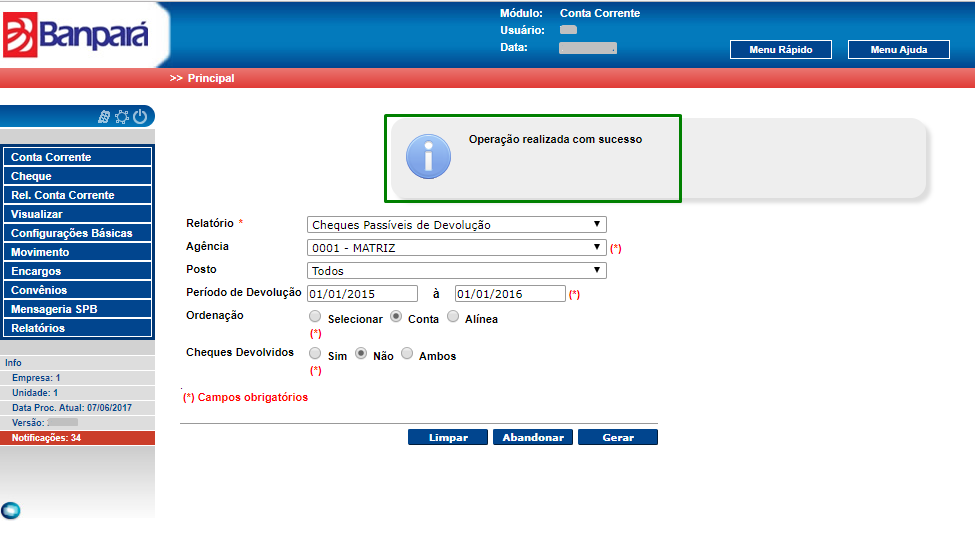 Banpará
Módulo: Conta Corrente
Usuário:
Data:
Menu Rápido
Menu Ajuda
>> Principal
Conta Corrente
Cheque
Rel. Conta Corrente
Visualizar
Configurações Básicas
Movimento
Encargos
Convênios
Mensageria SPB
Relatórios
Info
Empresa: 1
Unidade: 1
Data Proc. Atual: 07/06/2017
Versão:
Notificações: 34
Operação realizada com sucesso
Relatório * Cheques Passíveis de Devolução
Agência 0001 - MATRIZ (*)
Posto Todos
Período de Devolução 01/01/2015 à 01/01/2016 (*)
Ordenação Selecionar Conta Alínea
(*)
Cheques Devolvidos Sim Não Ambos
(*)
(*) Campos obrigatórios
Limpar Abandonar Gerar